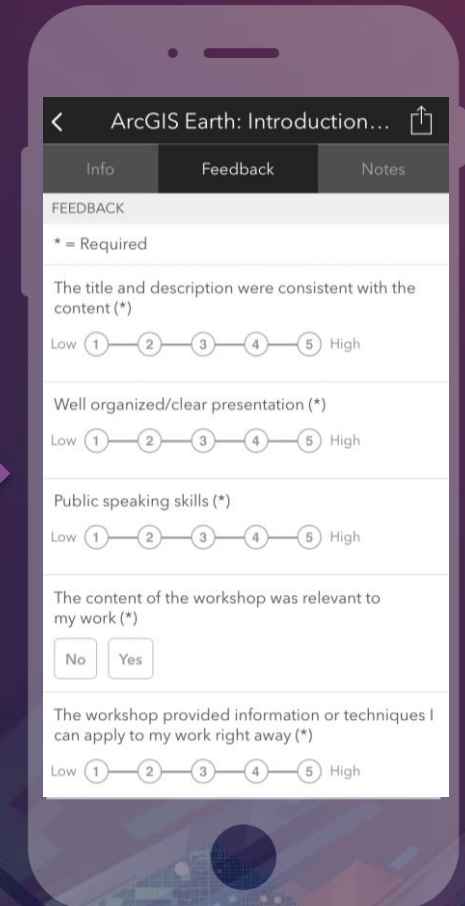 ArcGIS Earth: Introduction...
Info Feedback Notes
FEEDBACK
* = Required
The title and description were consistent with the
content (*)
Low 1 2 3 4 5 High
Well organized/clear presentation (*)
Low 1 2 3 4 5 High
Public speaking skills (*)
Low 1 2 3 4 5 High
The content of the workshop was relevant to
my work (*)
No Yes
The workshop provided information or techniques I
can apply to my work right away (*)
Low 1 2 3 4 5 High